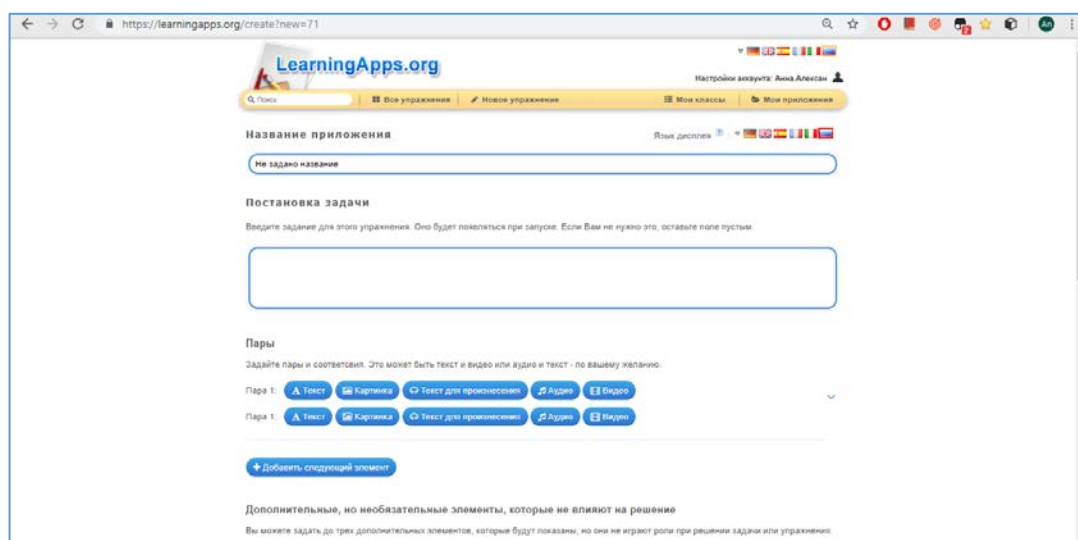 https://learningapps.org/create?new=71
An
2
LearningApps.org
Настройки аккаунта: Анна Алексан
Поиск
Все упражнения
Новое упражнение
Мои классы
Мои приложения
Название приложения
Язык дисплея
Не задано название
Постановка задачи
Введите задание для этого упражнения. Оно будет появляться при запуске. Если Вам не нужно это, оставьте поле пустым.
Пары
Задайте пары и соответсвия. Это может быть текст и видео или аудио и текст - по вашему желанию.
Пара 1: A Текст Картинка Текст для произнесения Аудио Видео
Пара 1: A Текст Картинка Текст для произнесения Аудио Видео
+ Добавить следующий элемент
Дополнительные, но необязательные элементы, которые не влияют на решение
Вы можете задать до трех дополнительных элементов, которые будут показаны, но они не играют роли при решении задачи или упражнения.